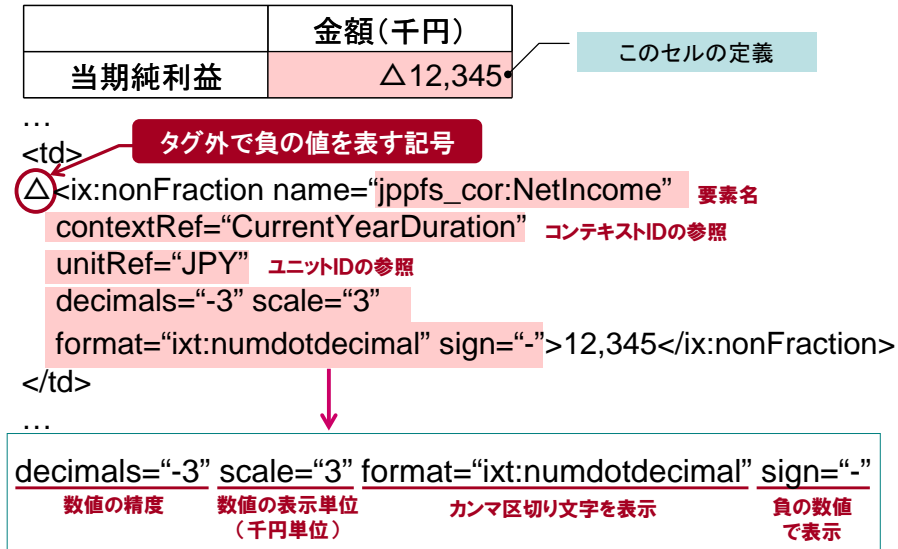 金額（千円）
当期純利益 △12,345
このセルの定義
…
<td>
タグ外で負の値を表す記号
△<ix:nonFraction name=“jppfs_cor:NetIncome” 要素名
contextRef=“CurrentYearDuration” コンテキストIDの参照
unitRef=“JPY” ユニットIDの参照
decimals=“-3” scale=“3”
format=“ixt:numdotdecimal” sign=“-”>12,345</ix:nonFraction>
</td>
…
decimals=“-3” scale=“3” format=“ixt:numdotdecimal” sign=“-”
数値の精度 数値の表示単位 カンマ区切り文字を表示 負の数値
（千円単位） で表示